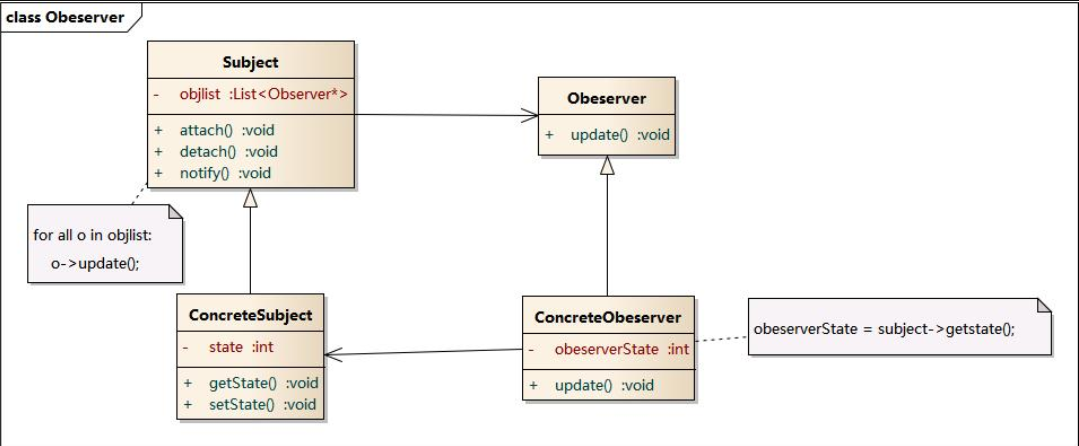 class Obeserver
Subject
- objlist :List<Observer*>
+ attach() :void
+ detach() :void
+ notify() :void
Obeserver
+ update() :void
for all o in objlist:
o->update();
ConcreteSubject
- state :int
+ getState() :void
+ setState() :void
ConcreteObeserver
- obeserverState :int
+ update() :void
obeserverState = subject->getstate();